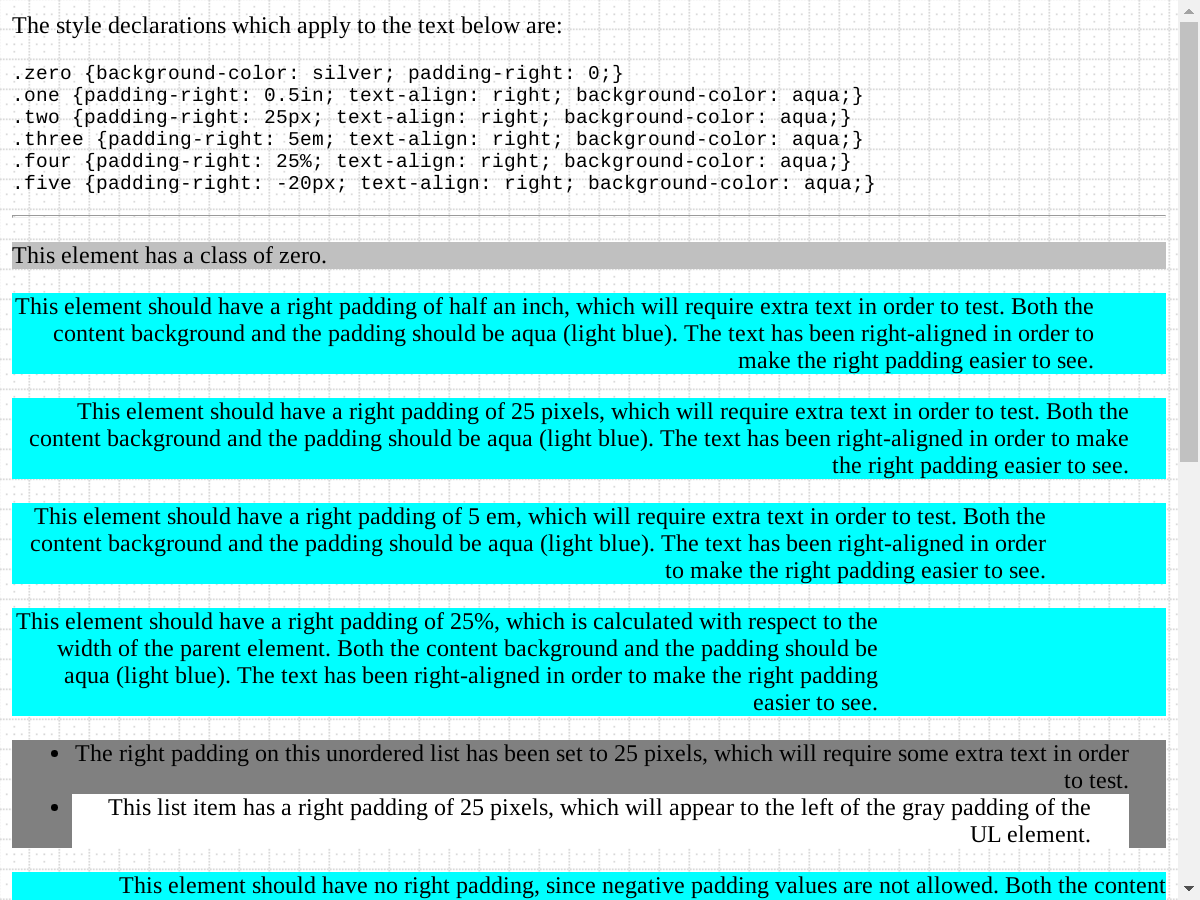 The style declarations which apply to the text below are:
.zero {background-color: silver; padding-right: 0;}
.one {padding-right: 0.5in; text-align: right; background-color: aqua;}
.two {padding-right: 25px; text-align: right; background-color: aqua;}
.three {padding-right: 5em; text-align: right; background-color: aqua;}
.four {padding-right: 25%; text-align: right; background-color: aqua;}
.five {padding-right: -20px; text-align: right; background-color: aqua;}
This element has a class of zero.
This element should have a right padding of half an inch, which will require extra text in order to test. Both the
content background and the padding should be aqua (light blue). The text has been right-aligned in order to
make the right padding easier to see.
This element should have a right padding of 25 pixels, which will require extra text in order to test. Both the
content background and the padding should be aqua (light blue). The text has been right-aligned in order to make
the right padding easier to see.
This element should have a right padding of 5 em, which will require extra text in order to test. Both the
content background and the padding should be aqua (light blue). The text has been right-aligned in order
to make the right padding easier to see.
This element should have a right padding of 25%, which is calculated with respect to the
width of the parent element. Both the content background and the padding should be
aqua (light blue). The text has been right-aligned in order to make the right padding
easier to see.
• The right padding on this unordered list has been set to 25 pixels, which will require some extra text in order
to test.
• This list item has a right padding of 25 pixels, which will appear to the left of the gray padding of the
UL element.
This element should have no right padding, since negative padding values are not allowed. Both the content